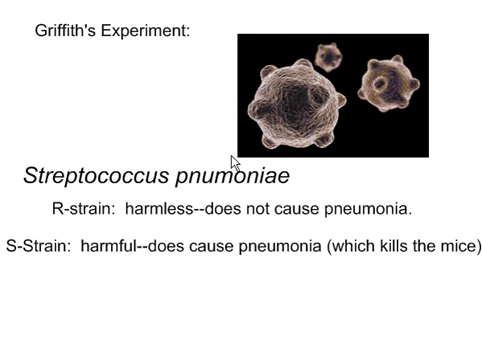 Griffith's Experiment:
Streptococcus pnumoniae
R-strain: harmless--does not cause pneumonia.
S-Strain: harmful--does cause pneumonia (which kills the mice)